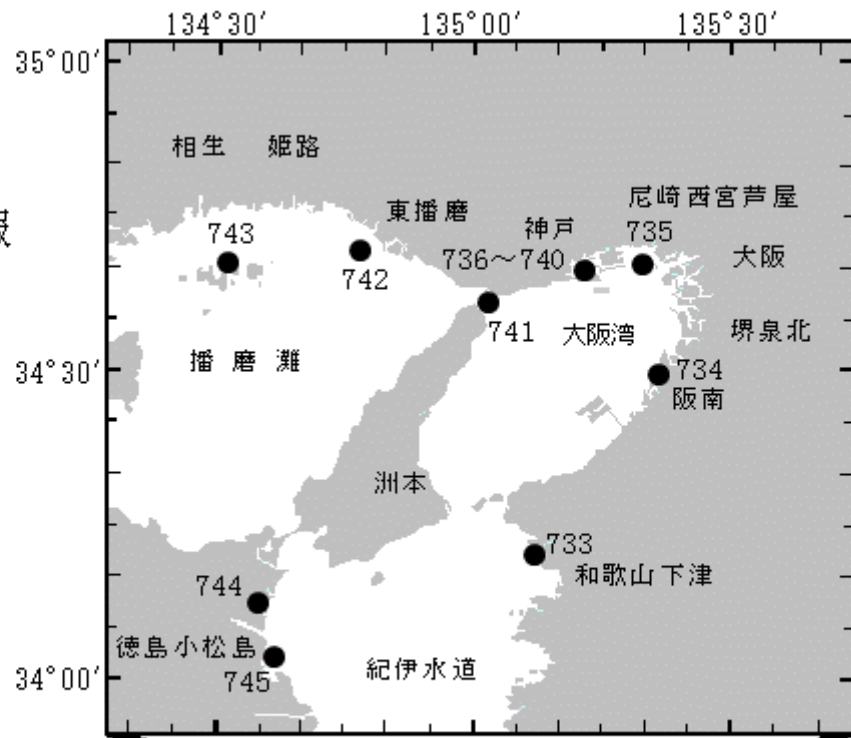 134°30′ 135°00′ 135°30′
35°00′
相生 姫路
尼崎西宮芦屋
東播磨
報
神戸
743
735
736～740
大阪
742
741
大阪湾
堺泉北
播磨灘
34°30′
734
阪南
洲本
733
和歌山下津
744
徳島小松島
745
紀伊水道
34°00′